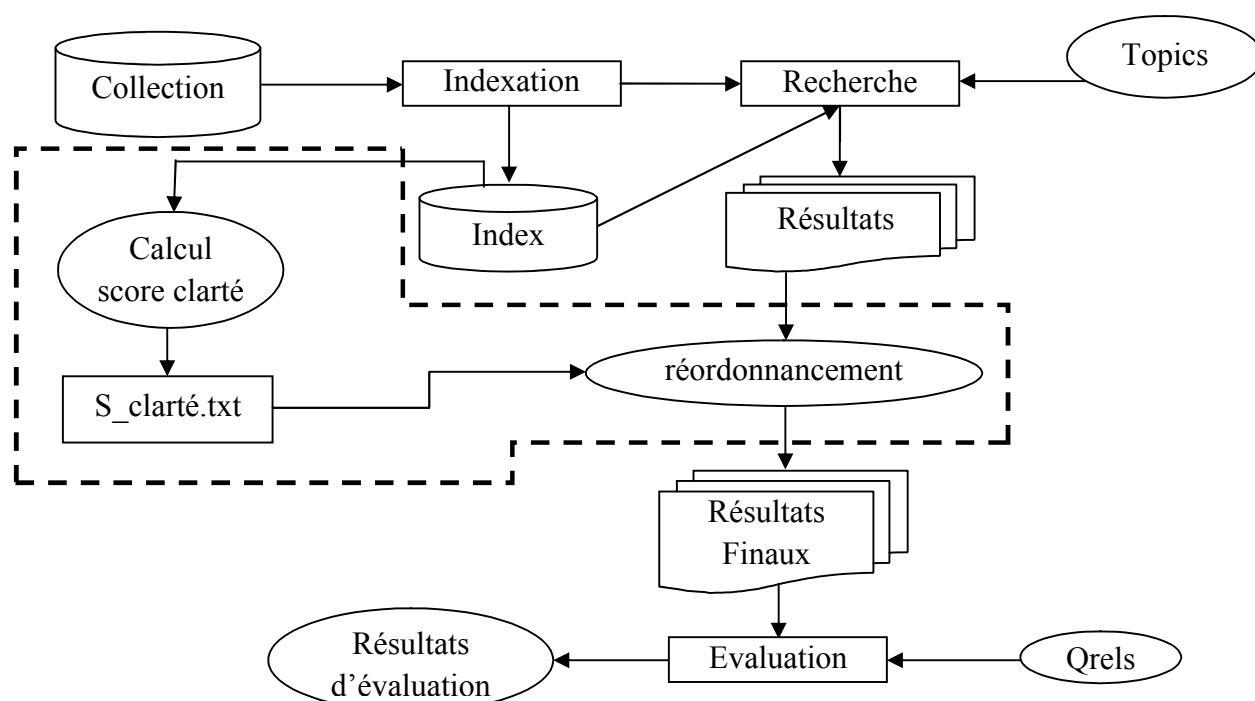 Collection
Indexation
Recherche
Topics
Index
Résultats
Calcul
score clarté
S_clarté.txt
réordonnancement
Résultats
Finaux
Résultats
d'évaluation
Evaluation
Qrels